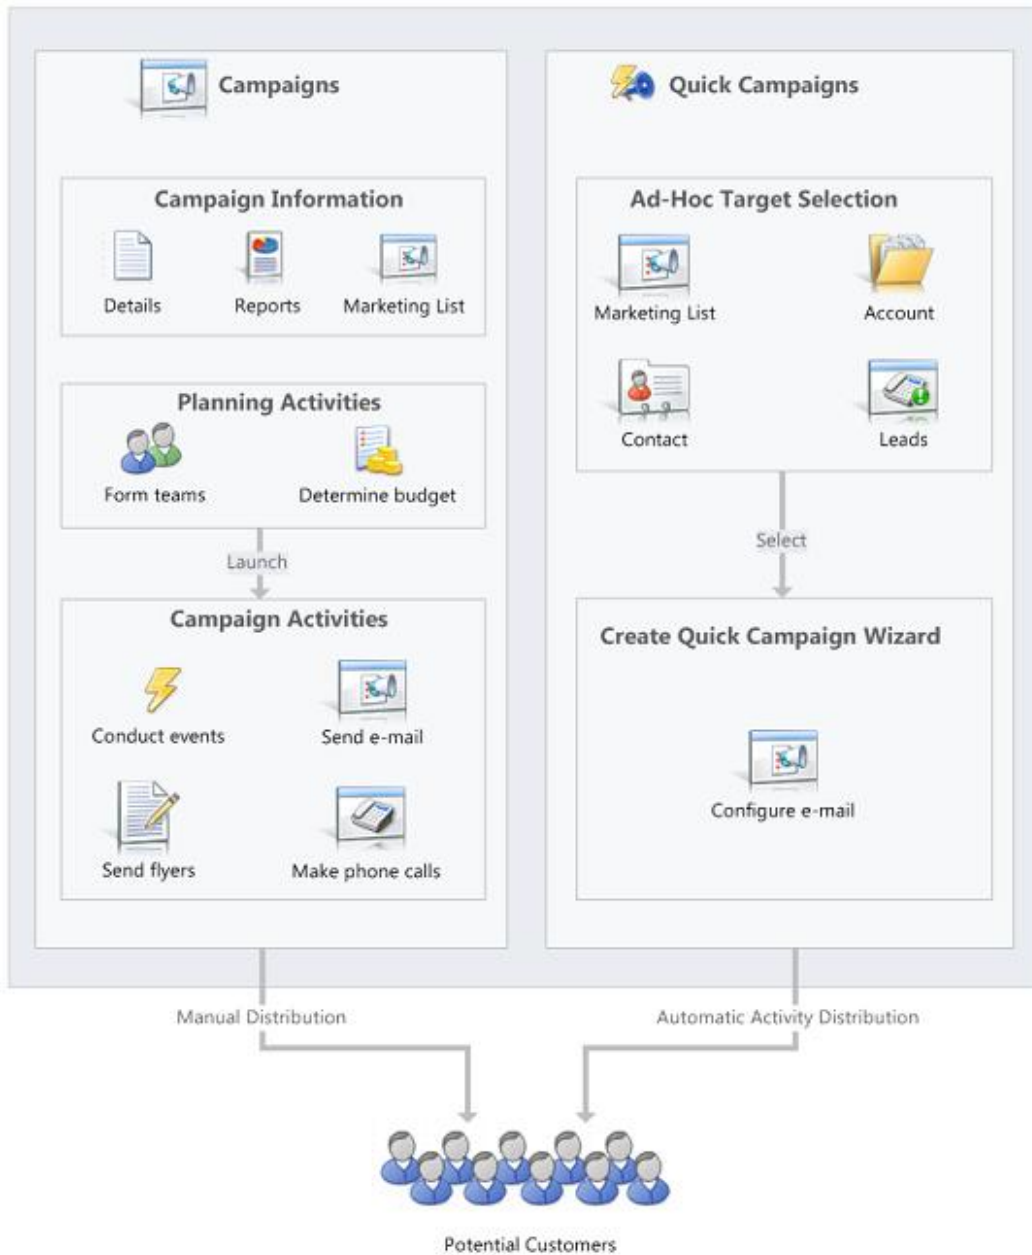 Campaigns
Campaign Information
Details
Reports
Marketing List
Planning Activities
Form teams
Determine budget
Launch
Campaign Activities
Conduct events
Send e-mail
Send flyers
Make phone calls
Quick Campaigns
Ad-Hoc Target Selection
Marketing List
Account
Contact
Leads
Select
Create Quick Campaign Wizard
Configure e-mail
Manual Distribution
Automatic Activity Distribution
Potential Customers